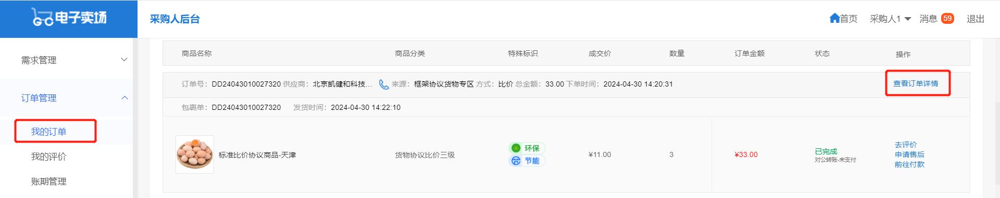 GO电子卖场
采购人后台
首页 采购人1 消息 59 退出
需求管理
订单管理
我的订单
我的评价
账期管理
商品名称 商品分类 特殊标识 成交价 数量 订单金额 状态 操作
订单号：DD24043010027320 供应商：北京凯健和科技... 来源：框架协议货物专区 方式：比价 总金额：33.00 下单时间：2024-04-30 14:20:31 查看订单详情
包裹单：DD24043010027320 发货时间：2024-04-30 14:22:10
标准比价协议商品-天津 货物协议比价三级
环保
节能
¥11.00 3 ¥33.00
已完成
对公转账-未支付
去评价
申请售后
前往付款